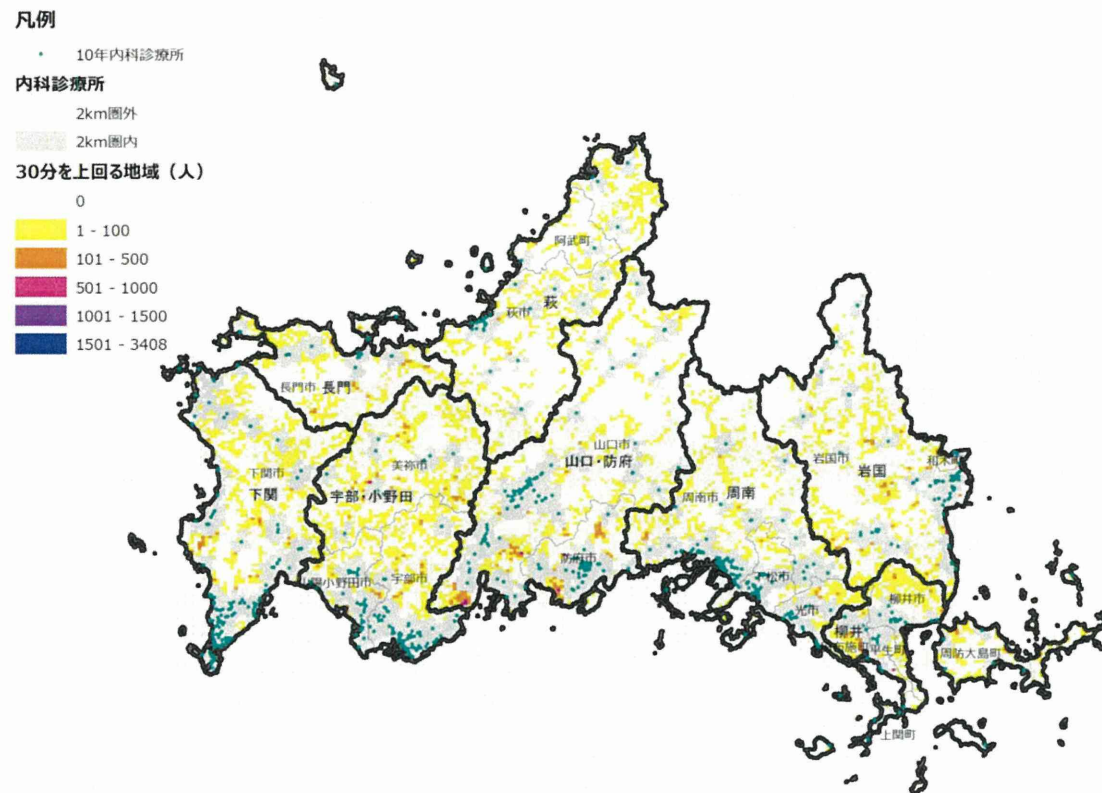 凡例
10年内科診療所
内科診療所
2km圏外
2km圏内
30分を上回る地域（人）
0
1 - 100
101 - 500
501 - 1000
1001 - 1500
1501 - 3408
阿武町
萩市
萩
長門市
長門
山口市
山口・防府
美祢市
岩国市
岩国
和木町
下関市
下関
宇部・小野田
周南市
周南
防府市
宇部市
山陽小野田市
下松市
光市
柳井市
柳井
平生町
周防大島町
上関町